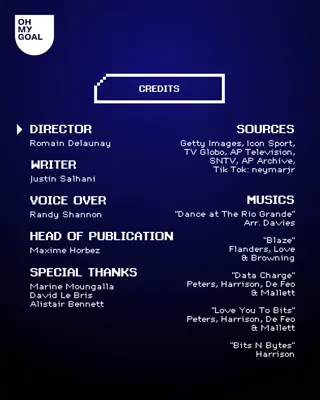 OH
MY
GOAL
CREDITS
DIRECTOR
Romain Delaunay
WRITER
Justin Salhani
VOICE OVER
Randy Shannon
HEAD OF PUBLICATION
Maxime Horbez
SPECIAL THANKS
Marine Moungalla
David Le Bris
Alistair Bennett
SOURCES
Getty Images, Icon Sport,
TV Globo, AP Television,
SNTV, AP Archive,
Tik Tok: neymarjr
MUSICS
"Dance at The Rio Grande"
Arr. Davies
"Blaze"
Flanders, Love
& Browning
"Data Charge"
Peters, Harrison, De Feo
& Mallett
"Love You To Bits"
Peters, Harrison, De Feo
& Mallett
"Bits N Bytes"
Harrison